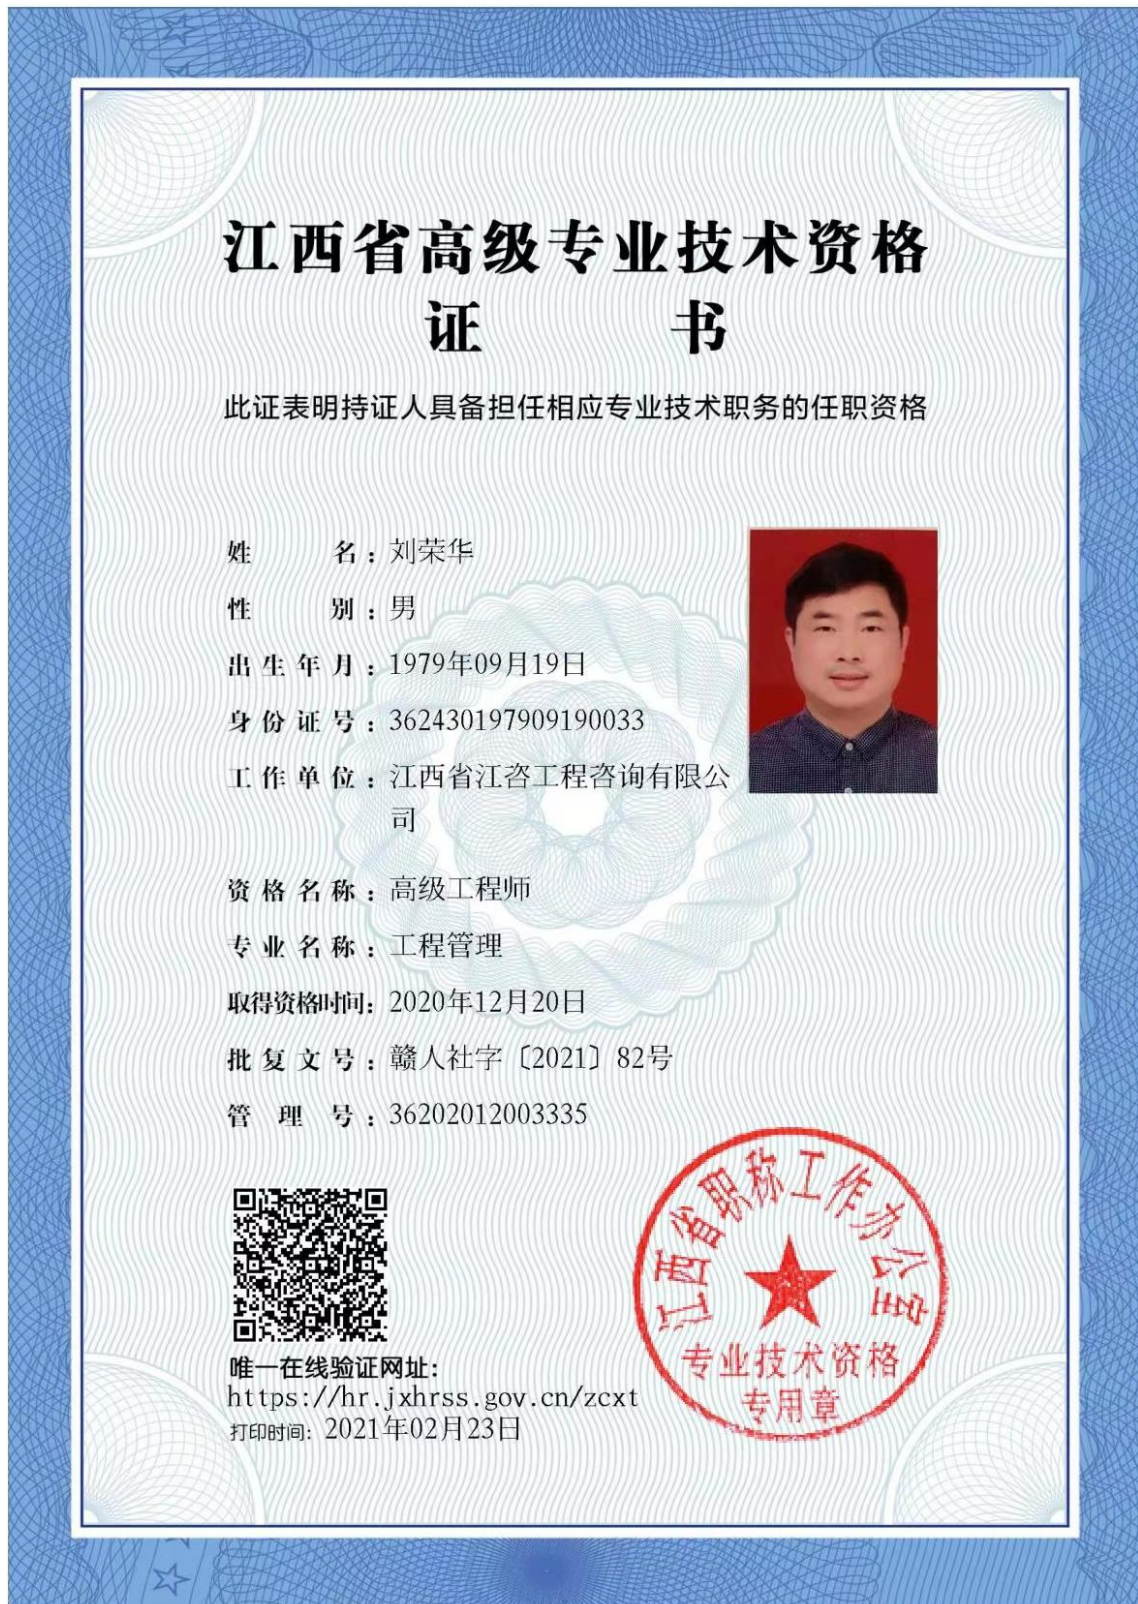 江西省高级专业技术资格
证 书
此证表明持证人具备担任相应专业技术职务的任职资格
姓 名：刘荣华
性 别：男
出生年月：1979年09月19日
身份证号：362430197909190033
工作单位：江西省江咨工程咨询有限公
司
资格名称：高级工程师
专业名称：工程管理
取得资格时间：2020年12月20日
批复文号：赣人社字〔2021〕82号
管理号：36202012003335
唯一在线验证网址：
https://hr.jxhrss.gov.cn/zcxt
打印时间：2021年02月23日
江西省职称工作办公室
专业技术资格
专用章